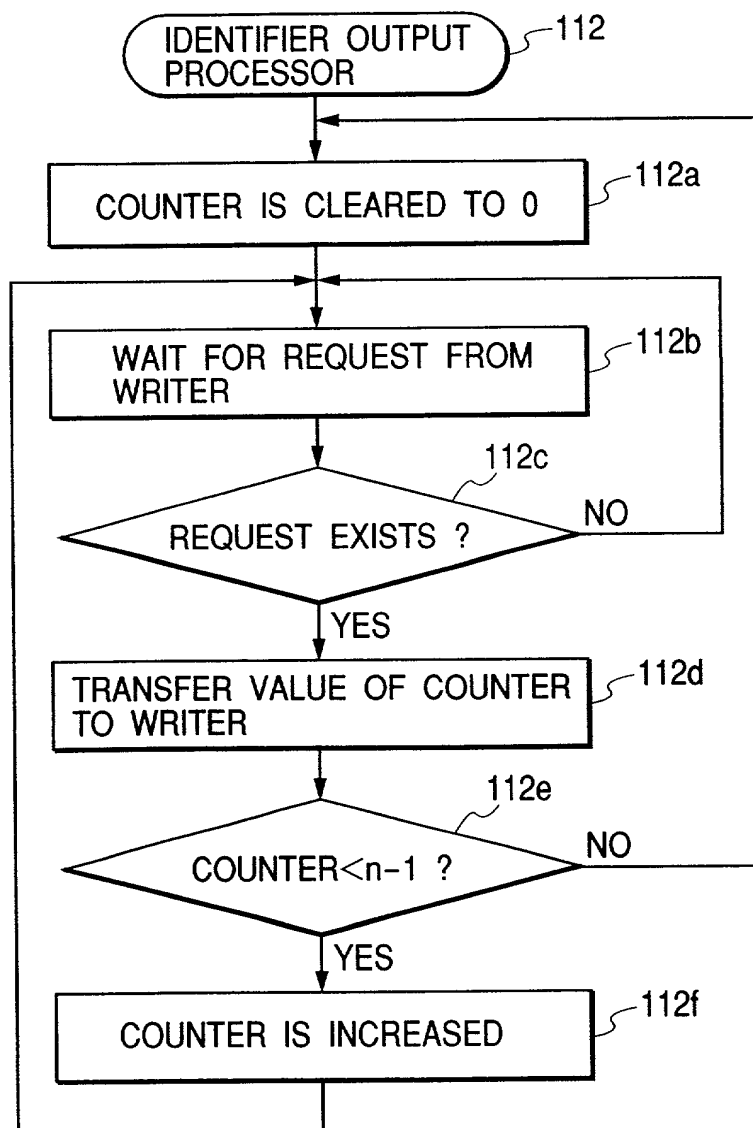 IDENTIFIER OUTPUT
PROCESSOR
112
COUNTER IS CLEARED TO 0
112a
WAIT FOR REQUEST FROM
WRITER
112b
112c
REQUEST EXISTS ?
NO
YES
TRANSFER VALUE OF COUNTER
TO WRITER
112d
112e
COUNTER<n-1 ?
NO
YES
COUNTER IS INCREASED
112f